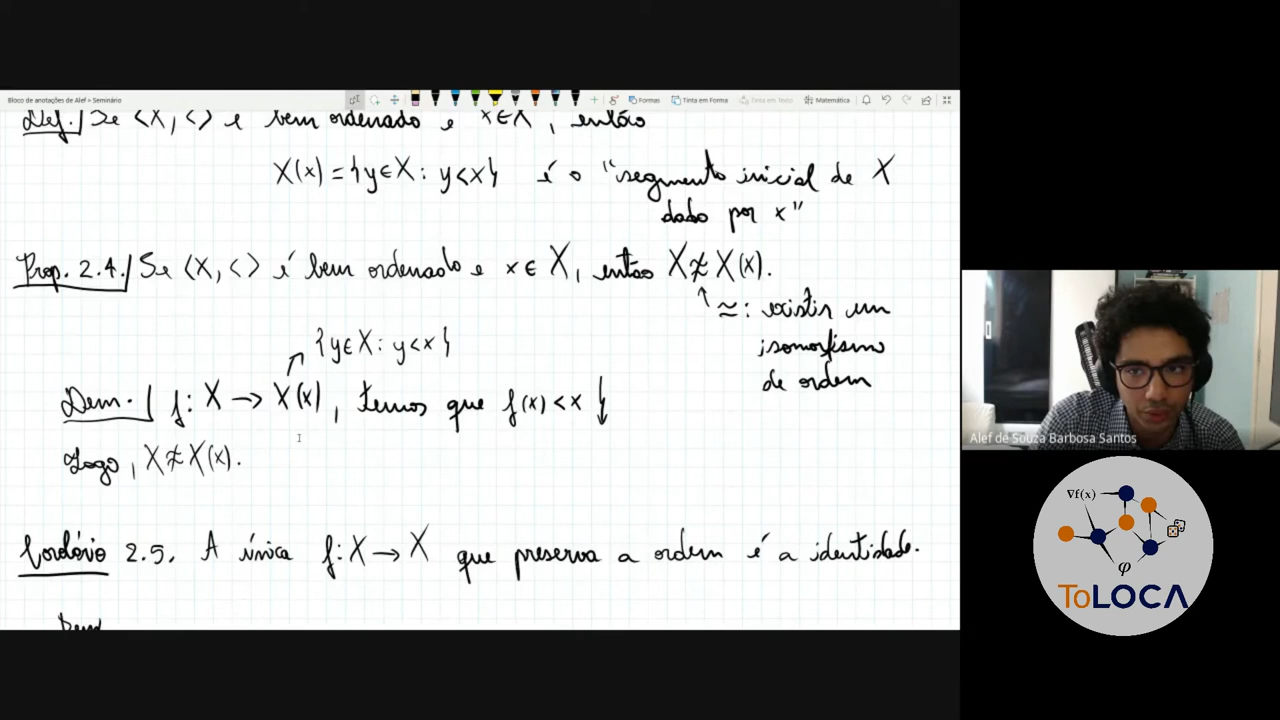 Bloco de anotações de Alef » Seminário
Formas
Tinta em Forma
Tinta em Texto
Matemática
Def. Se ⟨X, <⟩ é bem ordenado e x∈X, então
X(x) = {y∈X : y<x} é o "segmento inicial de X
dado por x"
Prop. 2.4. Se ⟨X, <⟩ é bem ordenado e x∈X, então X≄X(x).
↑ ≃: existir um
isomorfismo
de ordem
{y∈X : y<x}
Dem. f: X → X(x), temos que f(x) < x
Logo, X≄X(x).
Corolário 2.5. A única f: X → X que preserva a ordem é a identidade.
Dem
Alef de Souza Barbosa Santos
∇f(x)
φ
ToLOCA